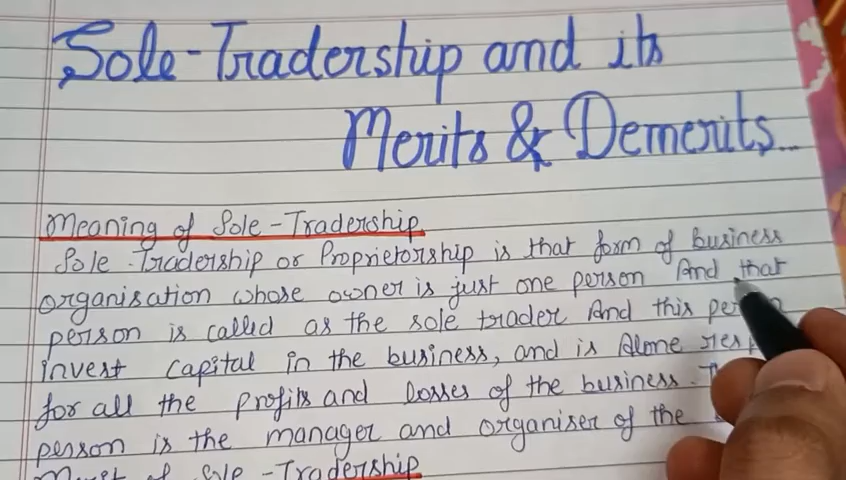 Sole-Tradership and its
Merits & Demerits...
Meaning of Sole-Tradership
Sole-Tradership or Proprietorship is that form of business
organisation whose owner is just one person And that
person is called as the sole trader And this
invest capital in the business, and is Alone
for all the profits and losses of the business.
person is the manager and organiser of the
of Sole-Tradership